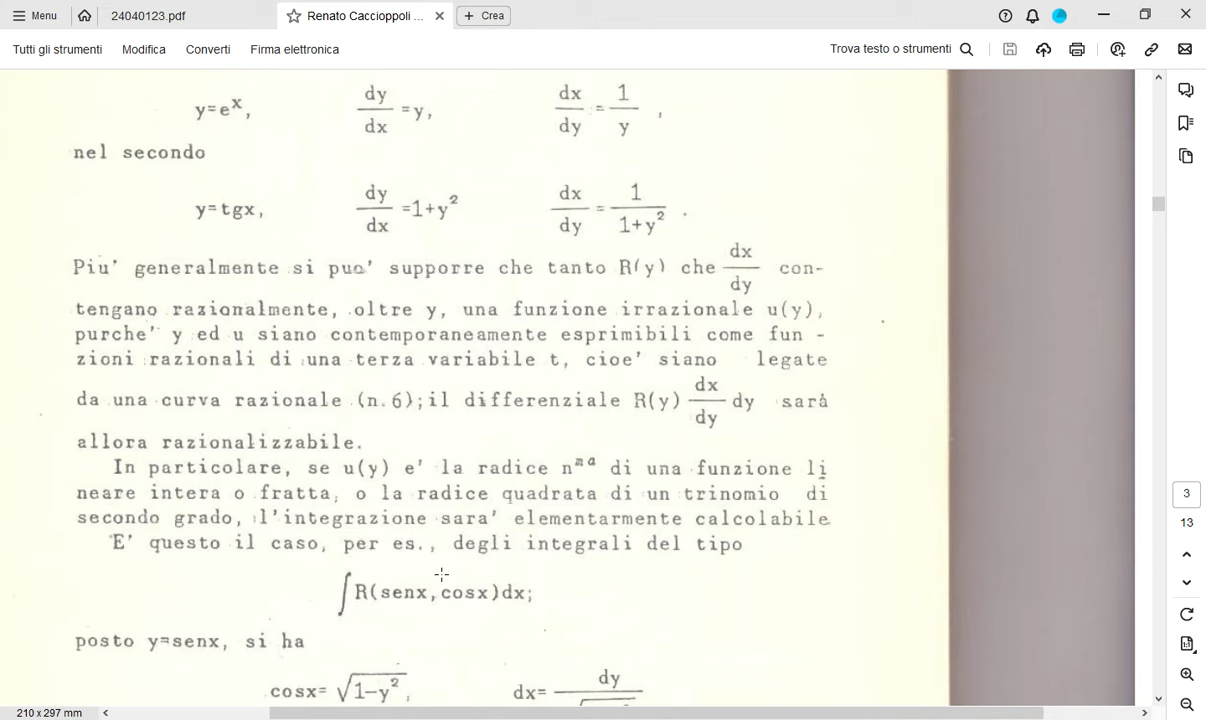 Menu 24040123.pdf Renato Caccioppoli ... Crea
Tutti gli strumenti Modifica Converti Firma elettronica Trova testo o strumenti
y=e^x, dy/dx =y, dx/dy = 1/y ,
nel secondo
y=tgx, dy/dx =1+y² dx/dy = 1/(1+y²) .
Piu' generalmente si puo' supporre che tanto R(y) che dx/dy con-
tengano razionalmente, oltre y, una funzione irrazionale u(y),
purche' y ed u siano contemporaneamente esprimibili come fun -
zioni razionali di una terza variabile t, cioe' siano legate
da una curva razionale (n.6);il differenziale R(y) dx/dy dy sarà
allora razionalizzabile.
In particolare, se u(y) e' la radice n^ma di una funzione li
neare intera o fratta, o la radice quadrata di un trinomio di
secondo grado, l'integrazione sara' elementarmente calcolabile
E' questo il caso, per es., degli integrali del tipo
∫R(senx,cosx)dx;
posto y=senx, si ha
cosx= √1-y², dx= dy
3
13
210 x 297 mm